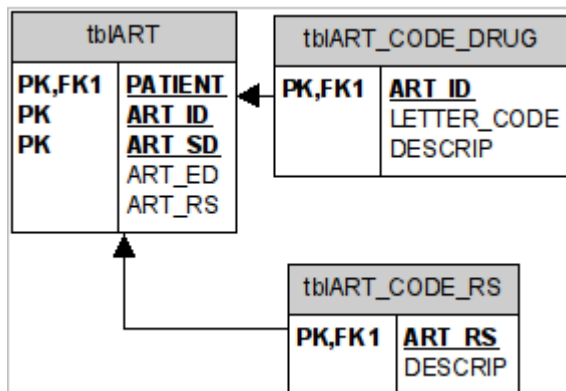 tblART
PK,FK1 PATIENT
PK ART_ID
PK ART_SD
ART_ED
ART_RS
tblART_CODE_DRUG
PK,FK1 ART_ID
LETTER_CODE
DESCRIP
tblART_CODE_RS
PK,FK1 ART_RS
DESCRIP